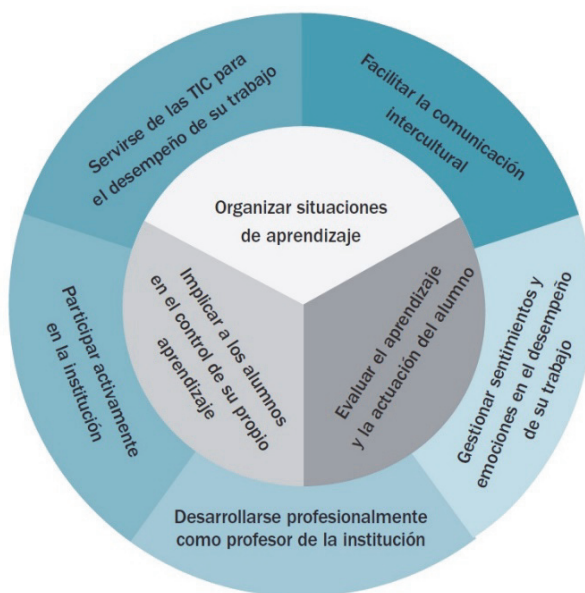 Servirse de las TIC para
el desempeño de su trabajo
Facilitar la comunicación
intercultural
Organizar situaciones
de aprendizaje
Implicar a los alumnos
en el control de su propio
aprendizaje
Evaluar el aprendizaje
y la actuación del alumno
Participar activamente
en la institución
Gestionar sentimientos y
emociones en el desempeño
de su trabajo
Desarrollarse profesionalmente
como profesor de la institución